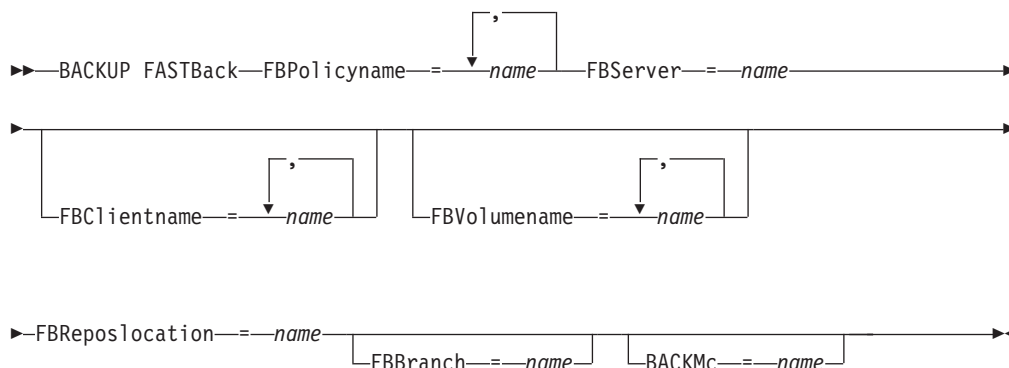 BACKUP FASTBack FBPolicyname = , name FBServer = name
FBClientname = , name FBVolumename = , name
FBReposlocation = name FBBranch = name BACKMc = name